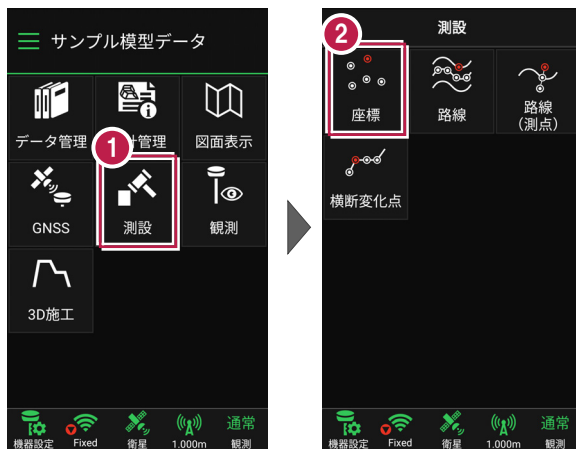 サンプル模型データ
データ管理
計管理
図面表示
1
GNSS
測設
観測
3D施工
機器設定
Fixed
衛星
1.000m
通常
観測
測設
2
座標
路線
路線
（測点）
横断変化点
機器設定
Fixed
衛星
1.000m
通常
観測